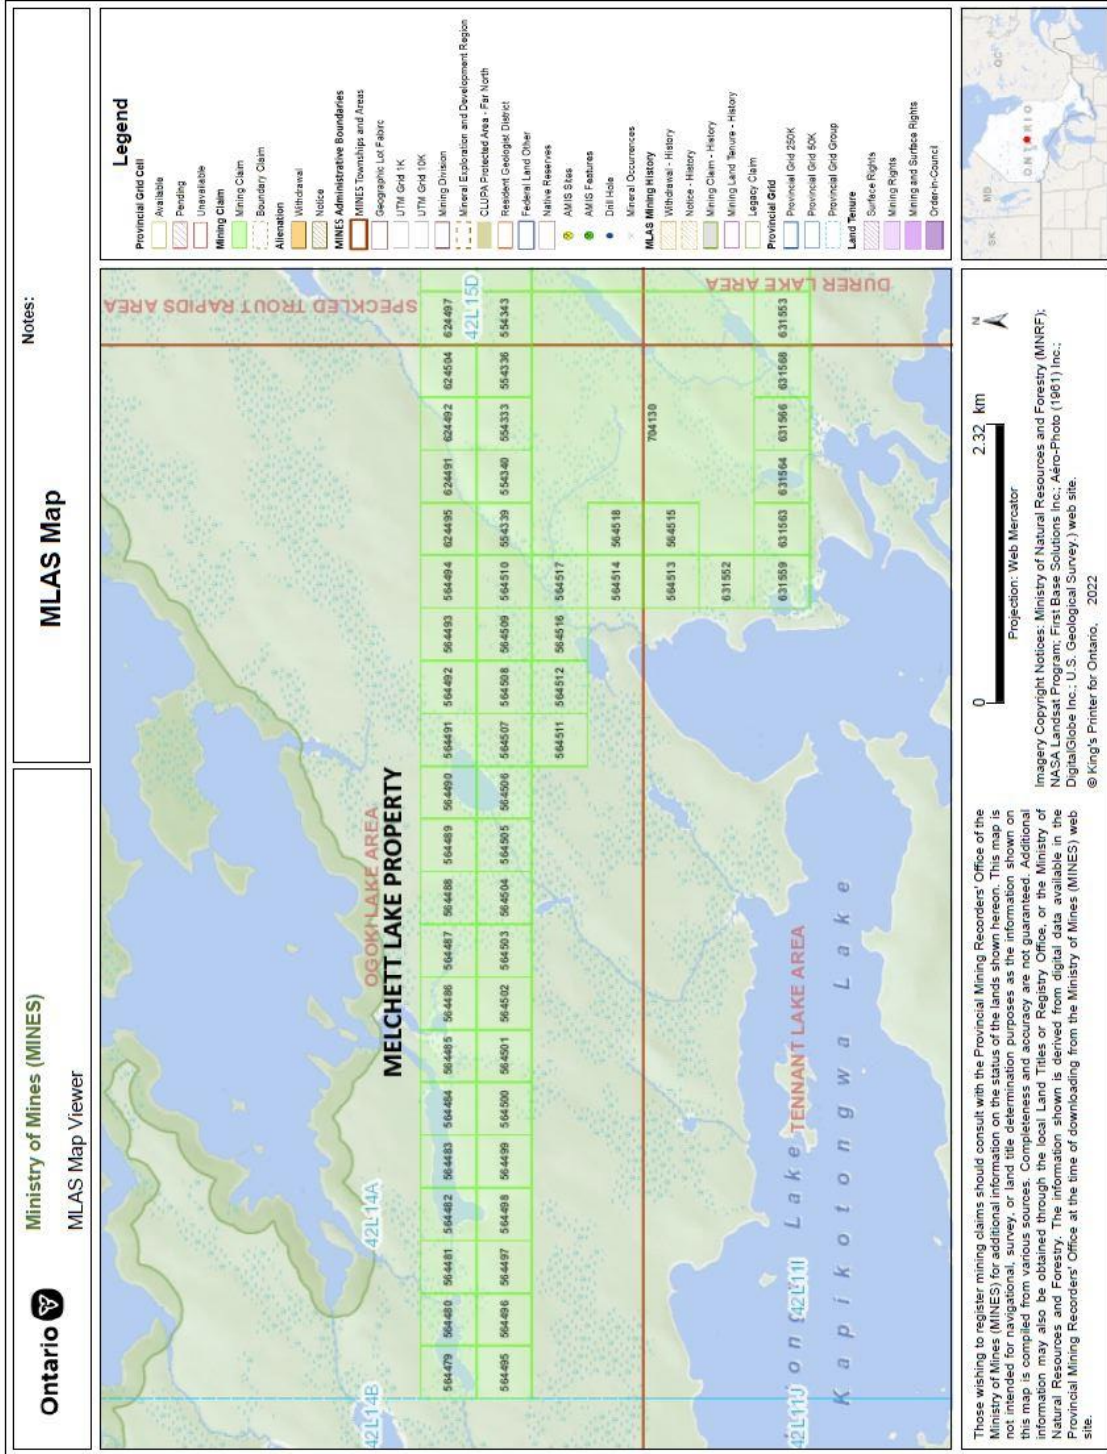 Ontario
Ministry of Mines (MINES)
MLAS Map Viewer
MLAS Map
Notes:
SPECKLED TROUT RAPIDS AREA
OGOKI LAKE AREA
MELCHETT LAKE PROPERTY
42L14B
42L14A
42L15D
564479
564480
564481
564482
564483
564484
564485
564486
564487
564488
564489
564490
564491
564492
564493
564494
624495
624491
624492
624504
624497
564495
564496
564497
564498
564499
564500
564501
564502
564503
564504
564505
564506
564507
564508
564509
564510
554339
554340
554333
554336
554343
564511
564512
564516
564517
564514
564518
564513
564515
704130
631552
631559
631563
631564
631566
631568
631553
DURER LAKE AREA
TENNANT LAKE AREA
42L11J
42L11I
Lake
Kapikotongwa Lake
Legend
Provincial Grid Cell
Available
Pending
Unavailable
Mining Claim
Mining Claim
Boundary Claim
Alienation
Withdrawal
Notice
MINES Administrative Boundaries
MINES Townships and Areas
Geographic Lot Fabric
UTM Grid 1K
UTM Grid 10K
Mining Division
Mineral Exploration and Development Region
CLUPA Protected Area - Far North
Resident Geologist District
Federal Land Other
Native Reserves
AMIS Sites
AMIS Features
Drill Hole
Mineral Occurrences
MLAS Mining History
Withdrawal - History
Notice - History
Mining Claim - History
Mining Land Tenure - History
Legacy Claim
Provincial Grid
Provincial Grid 250K
Provincial Grid 50K
Provincial Grid Group
Land Tenure
Surface Rights
Mining Rights
Mining and Surface Rights
Order-in-Council
Those wishing to register mining claims should consult with the Provincial Mining Recorders' Office of the
Ministry of Mines (MINES) for additional information on the status of the lands shown hereon. This map is
not intended for navigational, survey, or land title determination purposes as the information shown on
this map is compiled from various sources. Completeness and accuracy are not guaranteed. Additional
information may also be obtained through the local Land Titles or Registry Office, or the Ministry of
Natural Resources and Forestry. The information shown is derived from digital data available in the
Provincial Mining Recorders' Office at the time of downloading from the Ministry of Mines (MINES) web
site.
0
2.32 km
N
Projection: Web Mercator
Imagery Copyright Notices: Ministry of Natural Resources and Forestry (MNRF);
NASA Landsat Program; First Base Solutions Inc.; Aéro-Photo (1961) Inc.;
DigitalGlobe Inc.; U.S. Geological Survey.) web site.
© King's Printer for Ontario, 2022
SK
ONTARIO
QC